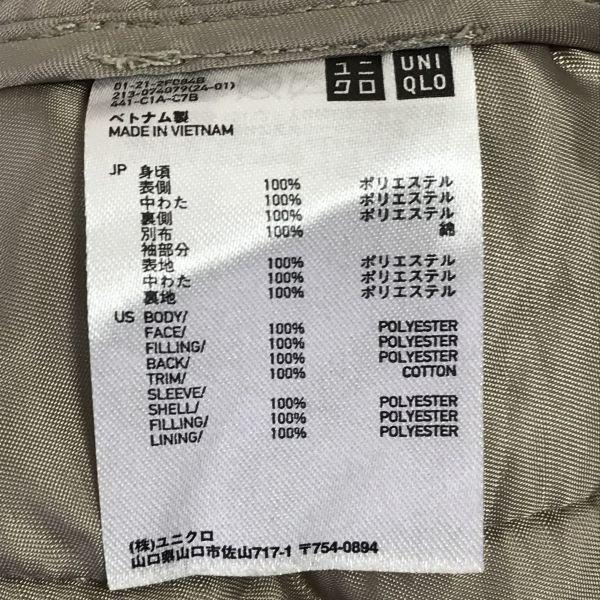 01-21-2F084B
213-074079(24-01)
441-C1A-C7B
ユニクロ
UNIQLO
ベトナム製
MADE IN VIETNAM
JP 身頃
表側 100% ポリエステル
中わた 100% ポリエステル
裏側 100% ポリエステル
別布 100% 綿
袖部分
表地 100% ポリエステル
中わた 100% ポリエステル
裏地 100% ポリエステル
US BODY/
FACE/ 100% POLYESTER
FILLING/ 100% POLYESTER
BACK/ 100% POLYESTER
TRIM/ 100% COTTON
SLEEVE/
SHELL/ 100% POLYESTER
FILLING/ 100% POLYESTER
LINING/ 100% POLYESTER
(株)ユニクロ
山口県山口市佐山717-1 〒754-0894